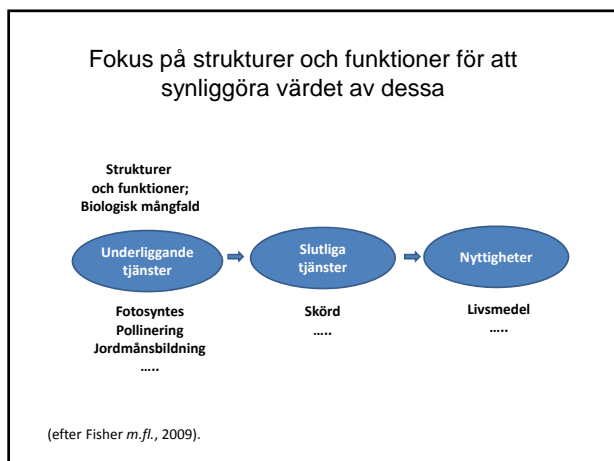 Fokus på strukturer och funktioner för att
synliggöra värdet av dessa
Strukturer
och funktioner;
Biologisk mångfald
Underliggande
tjänster
Slutliga
tjänster
Nyttigheter
Fotosyntes
Pollinering
Jordmånsbildning
.....
Skörd
.....
Livsmedel
.....
(efter Fisher m.fl., 2009).